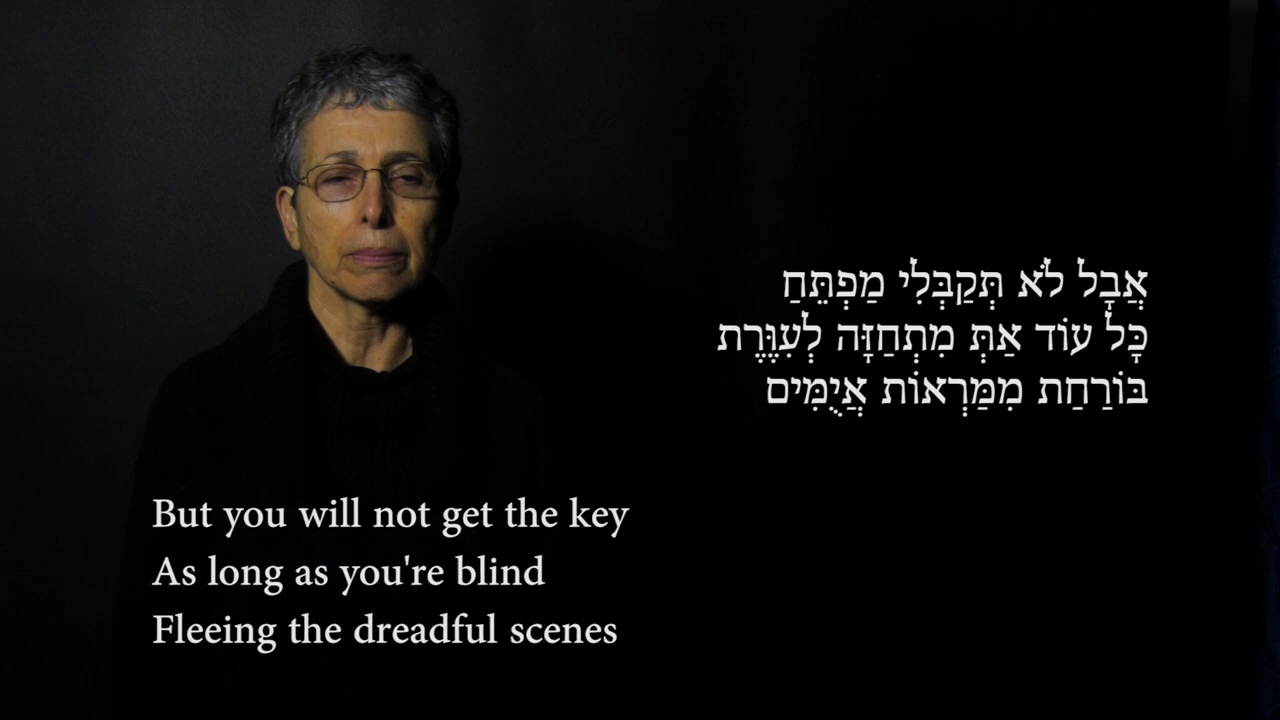 אֲבָל לֹא תְּקַבְּלִי מַפְתֵּחַ
כָּל עוֹד אַתְּ מִתְחַזָּה לְעִוֶּרֶת
בּוֹרַחַת מִמַּרְאוֹת אֲיֻמִּים
But you will not get the key
As long as you're blind
Fleeing the dreadful scenes